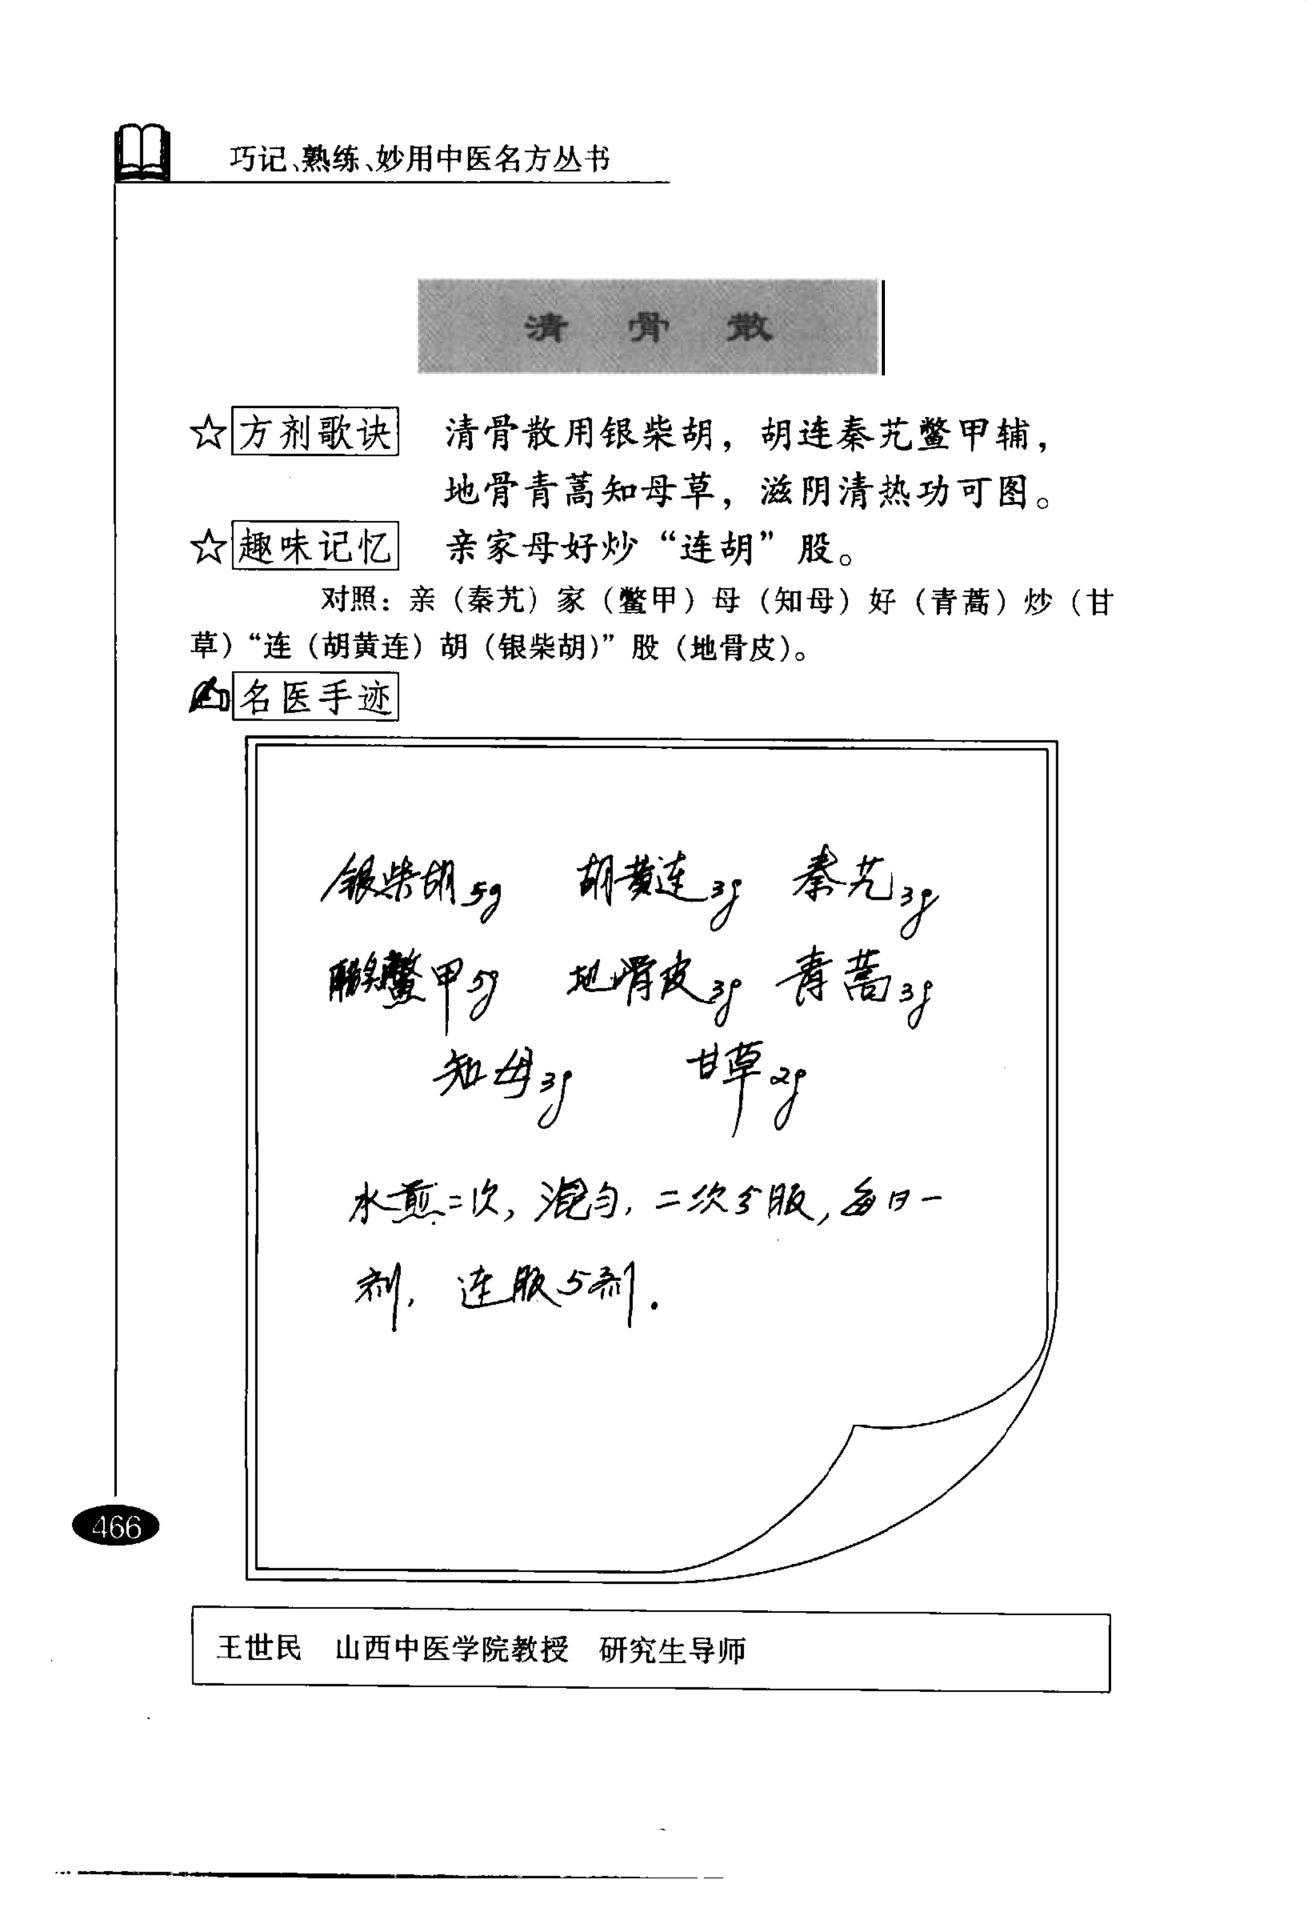 巧记、熟练、妙用中医名方丛书
清骨散
☆方剂歌诀 清骨散用银柴胡，胡连秦艽鳖甲辅，
地骨青蒿知母草，滋阴清热功可图。
☆趣味记忆 亲家母好炒“连胡”股。
对照：亲（秦艽）家（鳖甲）母（知母）好（青蒿）炒（甘
草）“连（胡黄连）胡（银柴胡）”股（地骨皮）。
名医手迹
银柴胡5g 胡黄连3g 秦艽3g
鳖甲5g 地骨皮3g 青蒿3g
知母3g 甘草2g
水煎二次，混匀，二次分服，每日一
剂，连服5剂.
466
王世民 山西中医学院教授 研究生导师